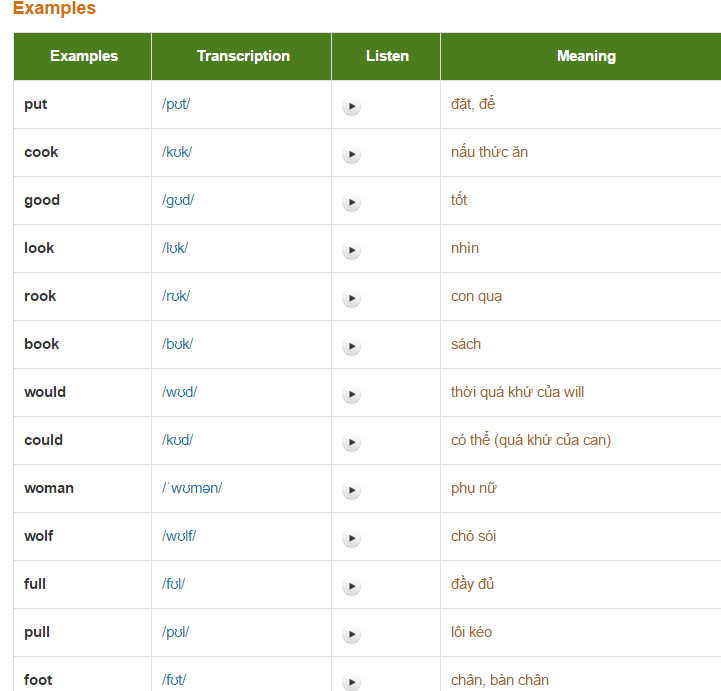 Examples
Examples Transcription Listen Meaning
put /pʊt/ đặt, để
cook /kʊk/ nấu thức ăn
good /gʊd/ tốt
look /lʊk/ nhìn
rook /rʊk/ con quạ
book /bʊk/ sách
would /wʊd/ thời quá khứ của will
could /kʊd/ có thể (quá khứ của can)
woman /ˈwʊmən/ phụ nữ
wolf /wʊlf/ chó sói
full /fʊl/ đầy đủ
pull /pʊl/ lôi kéo
foot /fʊt/ chân, bàn chân